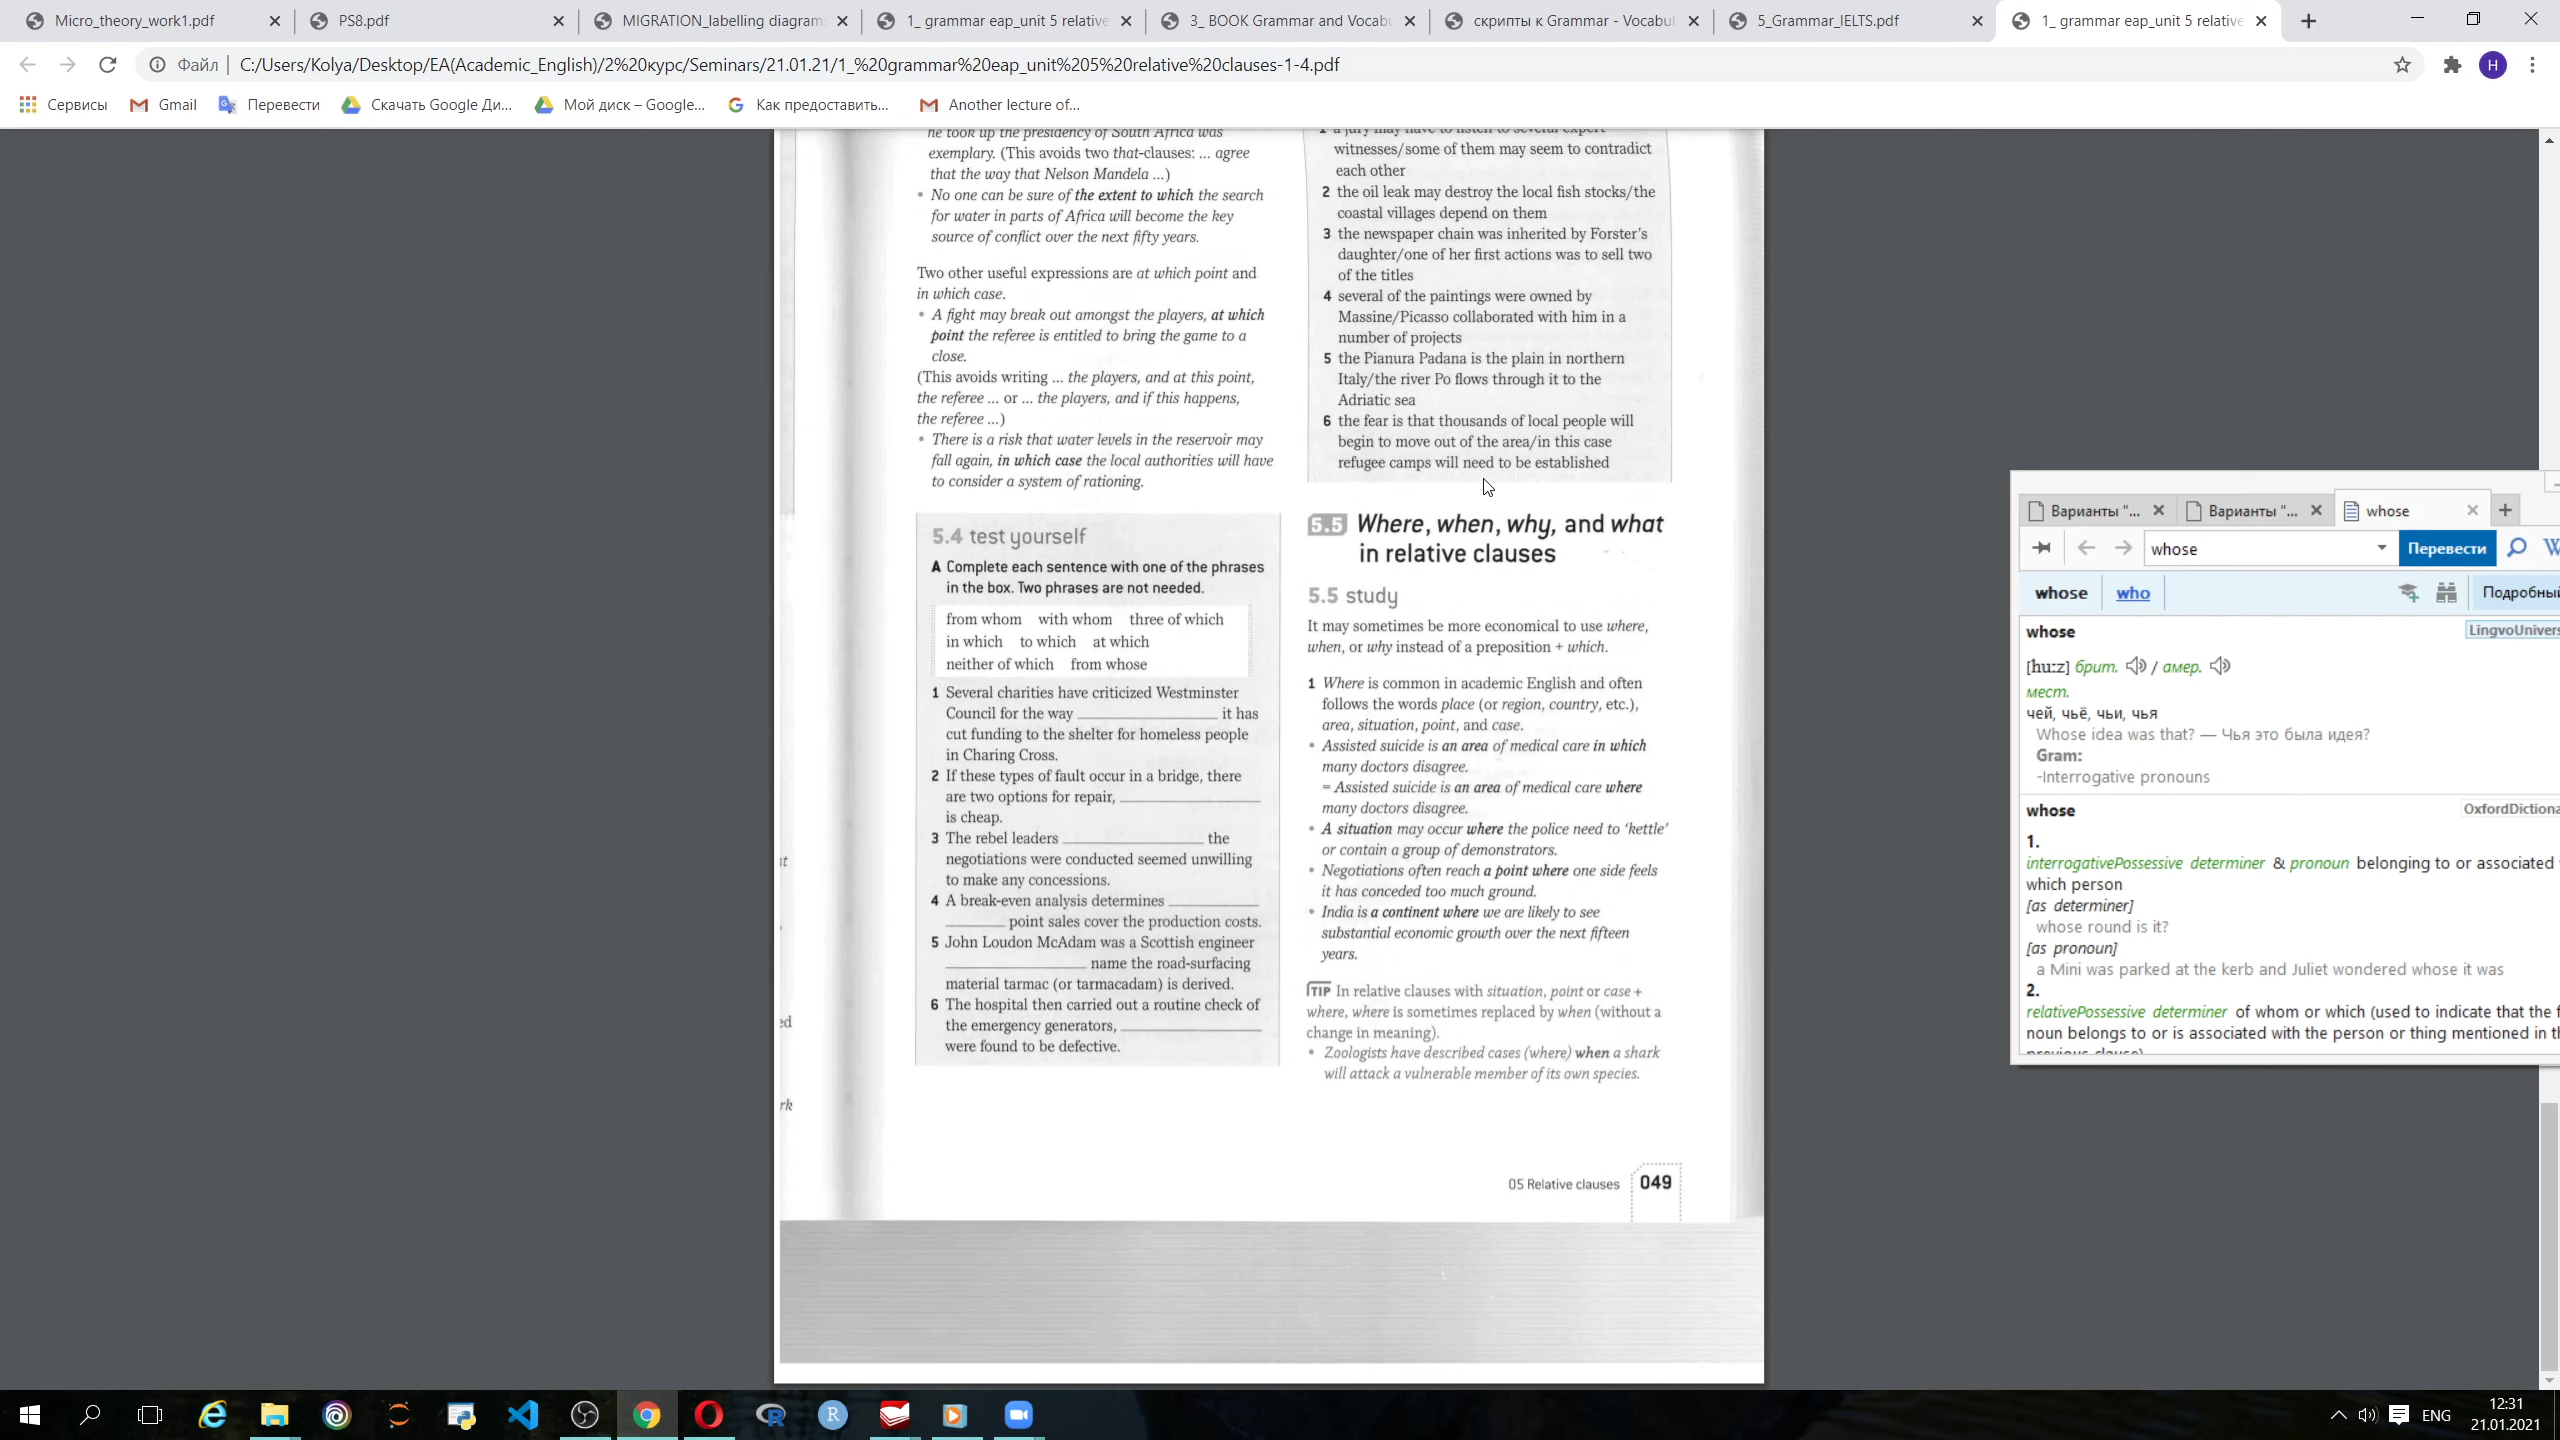 Micro_theory_work1.pdf
PS8.pdf
MIGRATION_labelling diagram
1_ grammar eap_unit 5 relative
3_ BOOK Grammar and Vocabu
скрипты к Grammar - Vocabul
5_Grammar_IELTS.pdf
1_ grammar eap_unit 5 relative
Файл
C:/Users/Kolya/Desktop/EA(Academic_English)/2%20курс/Seminars/21.01.21/1_%20grammar%20eap_unit%205%20relative%20clauses-1-4.pdf
H
Сервисы
Gmail
Перевести
Скачать Google Ди...
Мой диск – Google...
Как предоставить...
Another lecture of...
he took up the presidency of South Africa was
exemplary. (This avoids two that-clauses: ... agree
that the way that Nelson Mandela ...)
• No one can be sure of the extent to which the search
for water in parts of Africa will become the key
source of conflict over the next fifty years.
Two other useful expressions are at which point and
in which case.
• A fight may break out amongst the players, at which
point the referee is entitled to bring the game to a
close.
(This avoids writing ... the players, and at this point,
the referee ... or ... the players, and if this happens,
the referee ...)
• There is a risk that water levels in the reservoir may
fall again, in which case the local authorities will have
to consider a system of rationing.
5.4 test yourself
A Complete each sentence with one of the phrases
in the box. Two phrases are not needed.
from whom with whom three of which
in which to which at which
neither of which from whose
1 Several charities have criticized Westminster
Council for the way ____________ it has
cut funding to the shelter for homeless people
in Charing Cross.
2 If these types of fault occur in a bridge, there
are two options for repair, ____________
is cheap.
3 The rebel leaders ____________ the
negotiations were conducted seemed unwilling
to make any concessions.
4 A break-even analysis determines ________
______ point sales cover the production costs.
5 John Loudon McAdam was a Scottish engineer
____________ name the road-surfacing
material tarmac (or tarmacadam) is derived.
6 The hospital then carried out a routine check of
the emergency generators, ____________
were found to be defective.
1 a jury may have to listen to several expert
witnesses/some of them may seem to contradict
each other
2 the oil leak may destroy the local fish stocks/the
coastal villages depend on them
3 the newspaper chain was inherited by Forster's
daughter/one of her first actions was to sell two
of the titles
4 several of the paintings were owned by
Massine/Picasso collaborated with him in a
number of projects
5 the Pianura Padana is the plain in northern
Italy/the river Po flows through it to the
Adriatic sea
6 the fear is that thousands of local people will
begin to move out of the area/in this case
refugee camps will need to be established
5.5 Where, when, why, and what
in relative clauses
5.5 study
It may sometimes be more economical to use where,
when, or why instead of a preposition + which.
1 Where is common in academic English and often
follows the words place (or region, country, etc.),
area, situation, point, and case.
• Assisted suicide is an area of medical care in which
many doctors disagree.
= Assisted suicide is an area of medical care where
many doctors disagree.
• A situation may occur where the police need to 'kettle'
or contain a group of demonstrators.
• Negotiations often reach a point where one side feels
it has conceded too much ground.
• India is a continent where we are likely to see
substantial economic growth over the next fifteen
years.
TIP In relative clauses with situation, point or case +
where, where is sometimes replaced by when (without a
change in meaning).
• Zoologists have described cases (where) when a shark
will attack a vulnerable member of its own species.
05 Relative clauses 049
Варианты "...
Варианты "...
whose
whose
Перевести
whose who Подробный
whose LingvoUnivers
[hu:z] брит. / амер.
мест.
чей, чьё, чьи, чья
Whose idea was that? — Чья это была идея?
Gram:
-Interrogative pronouns
whose OxfordDictiona
1.
interrogativePossessive determiner & pronoun belonging to or associated
which person
[as determiner]
whose round is it?
[as pronoun]
a Mini was parked at the kerb and Juliet wondered whose it was
2.
relativePossessive determiner of whom or which (used to indicate that the f
noun belongs to or is associated with the person or thing mentioned in th
previous clause)
ENG
12:31
21.01.2021